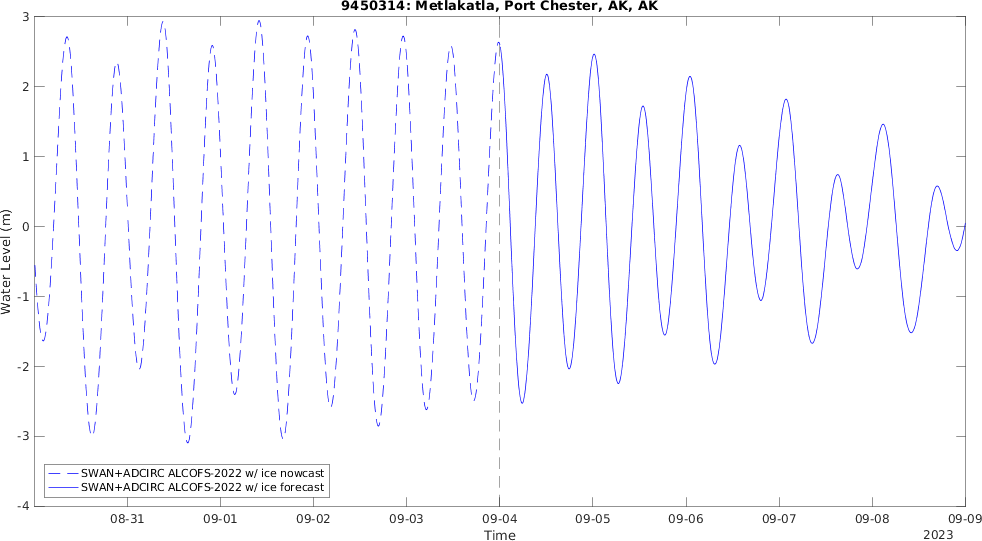 9450314: Metlakatla, Port Chester, AK, AK
3
2
1
0
-1
-2
-3
-4
Water Level (m)
SWAN+ADCIRC ALCOFS-2022 w/ ice nowcast
SWAN+ADCIRC ALCOFS-2022 w/ ice forecast
08-31 09-01 09-02 09-03 09-04 09-05 09-06 09-07 09-08 09-09
Time
2023